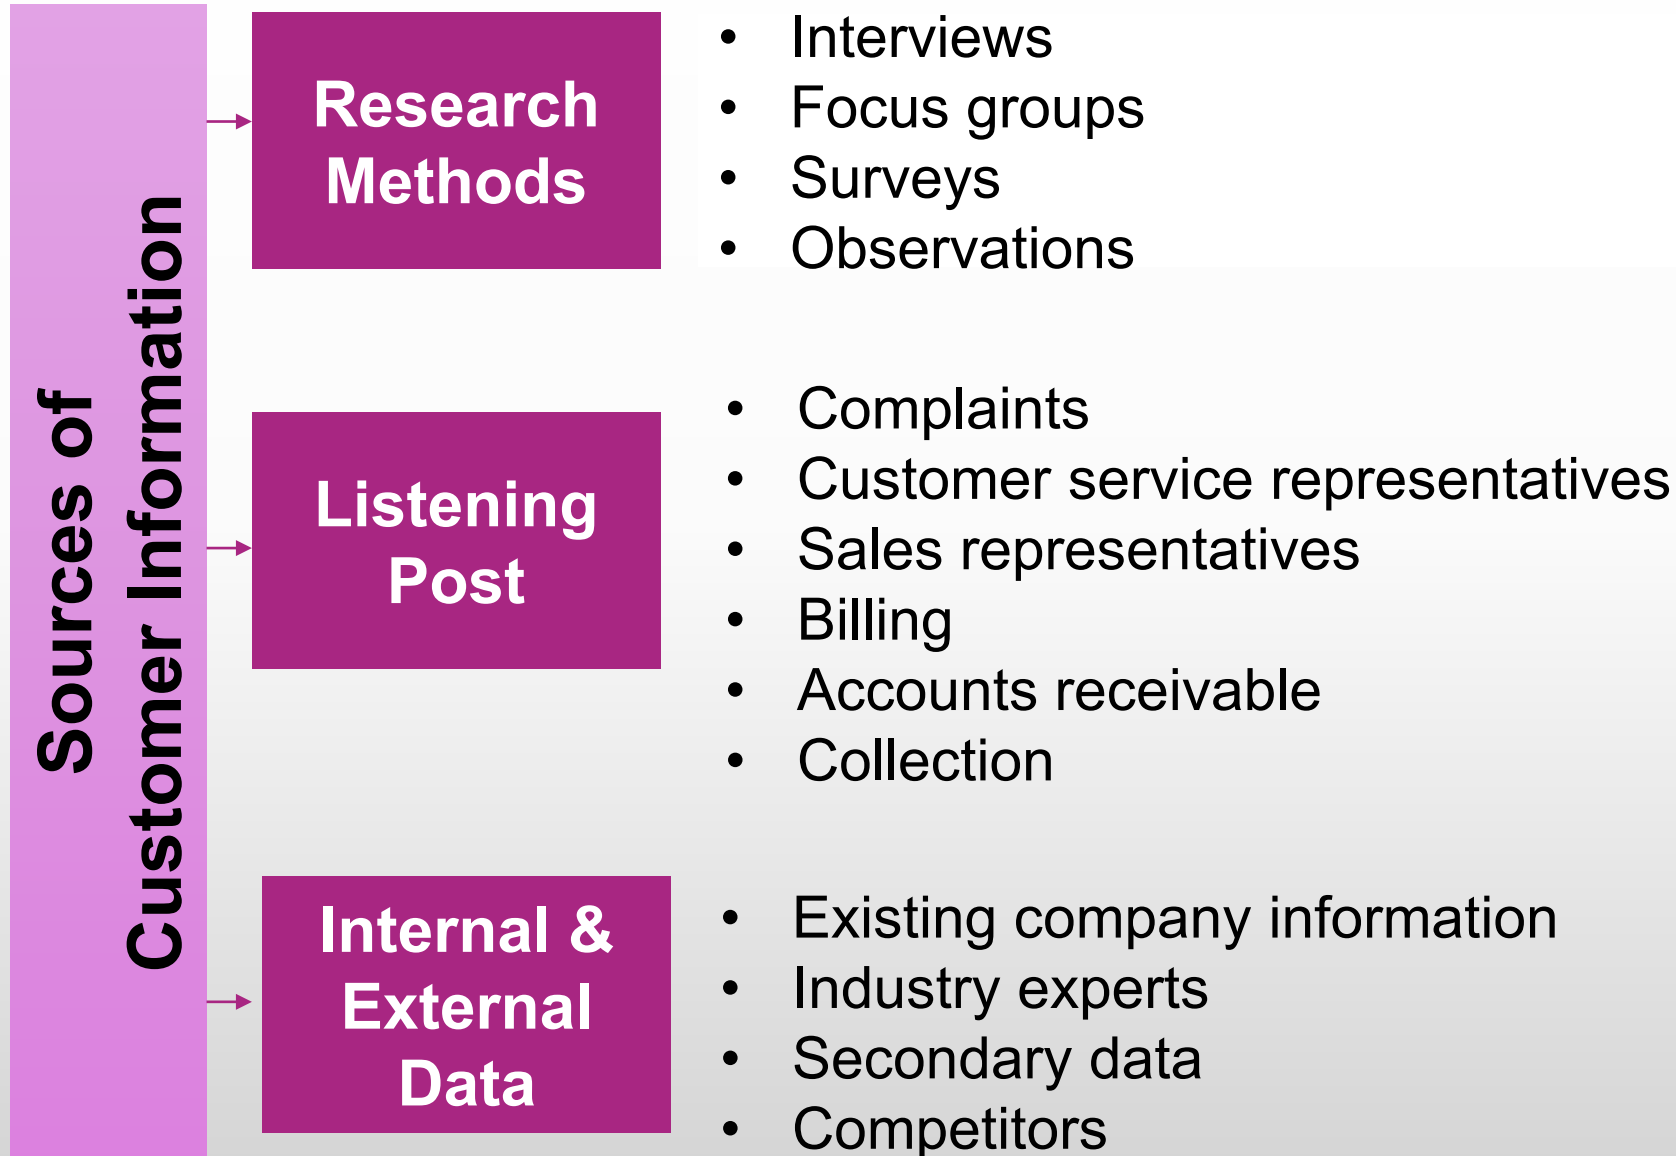 Sources of
Customer Information
Research
Methods
• Interviews
• Focus groups
• Surveys
• Observations
Listening
Post
• Complaints
• Customer service representatives
• Sales representatives
• Billing
• Accounts receivable
• Collection
Internal &
External
Data
• Existing company information
• Industry experts
• Secondary data
• Competitors